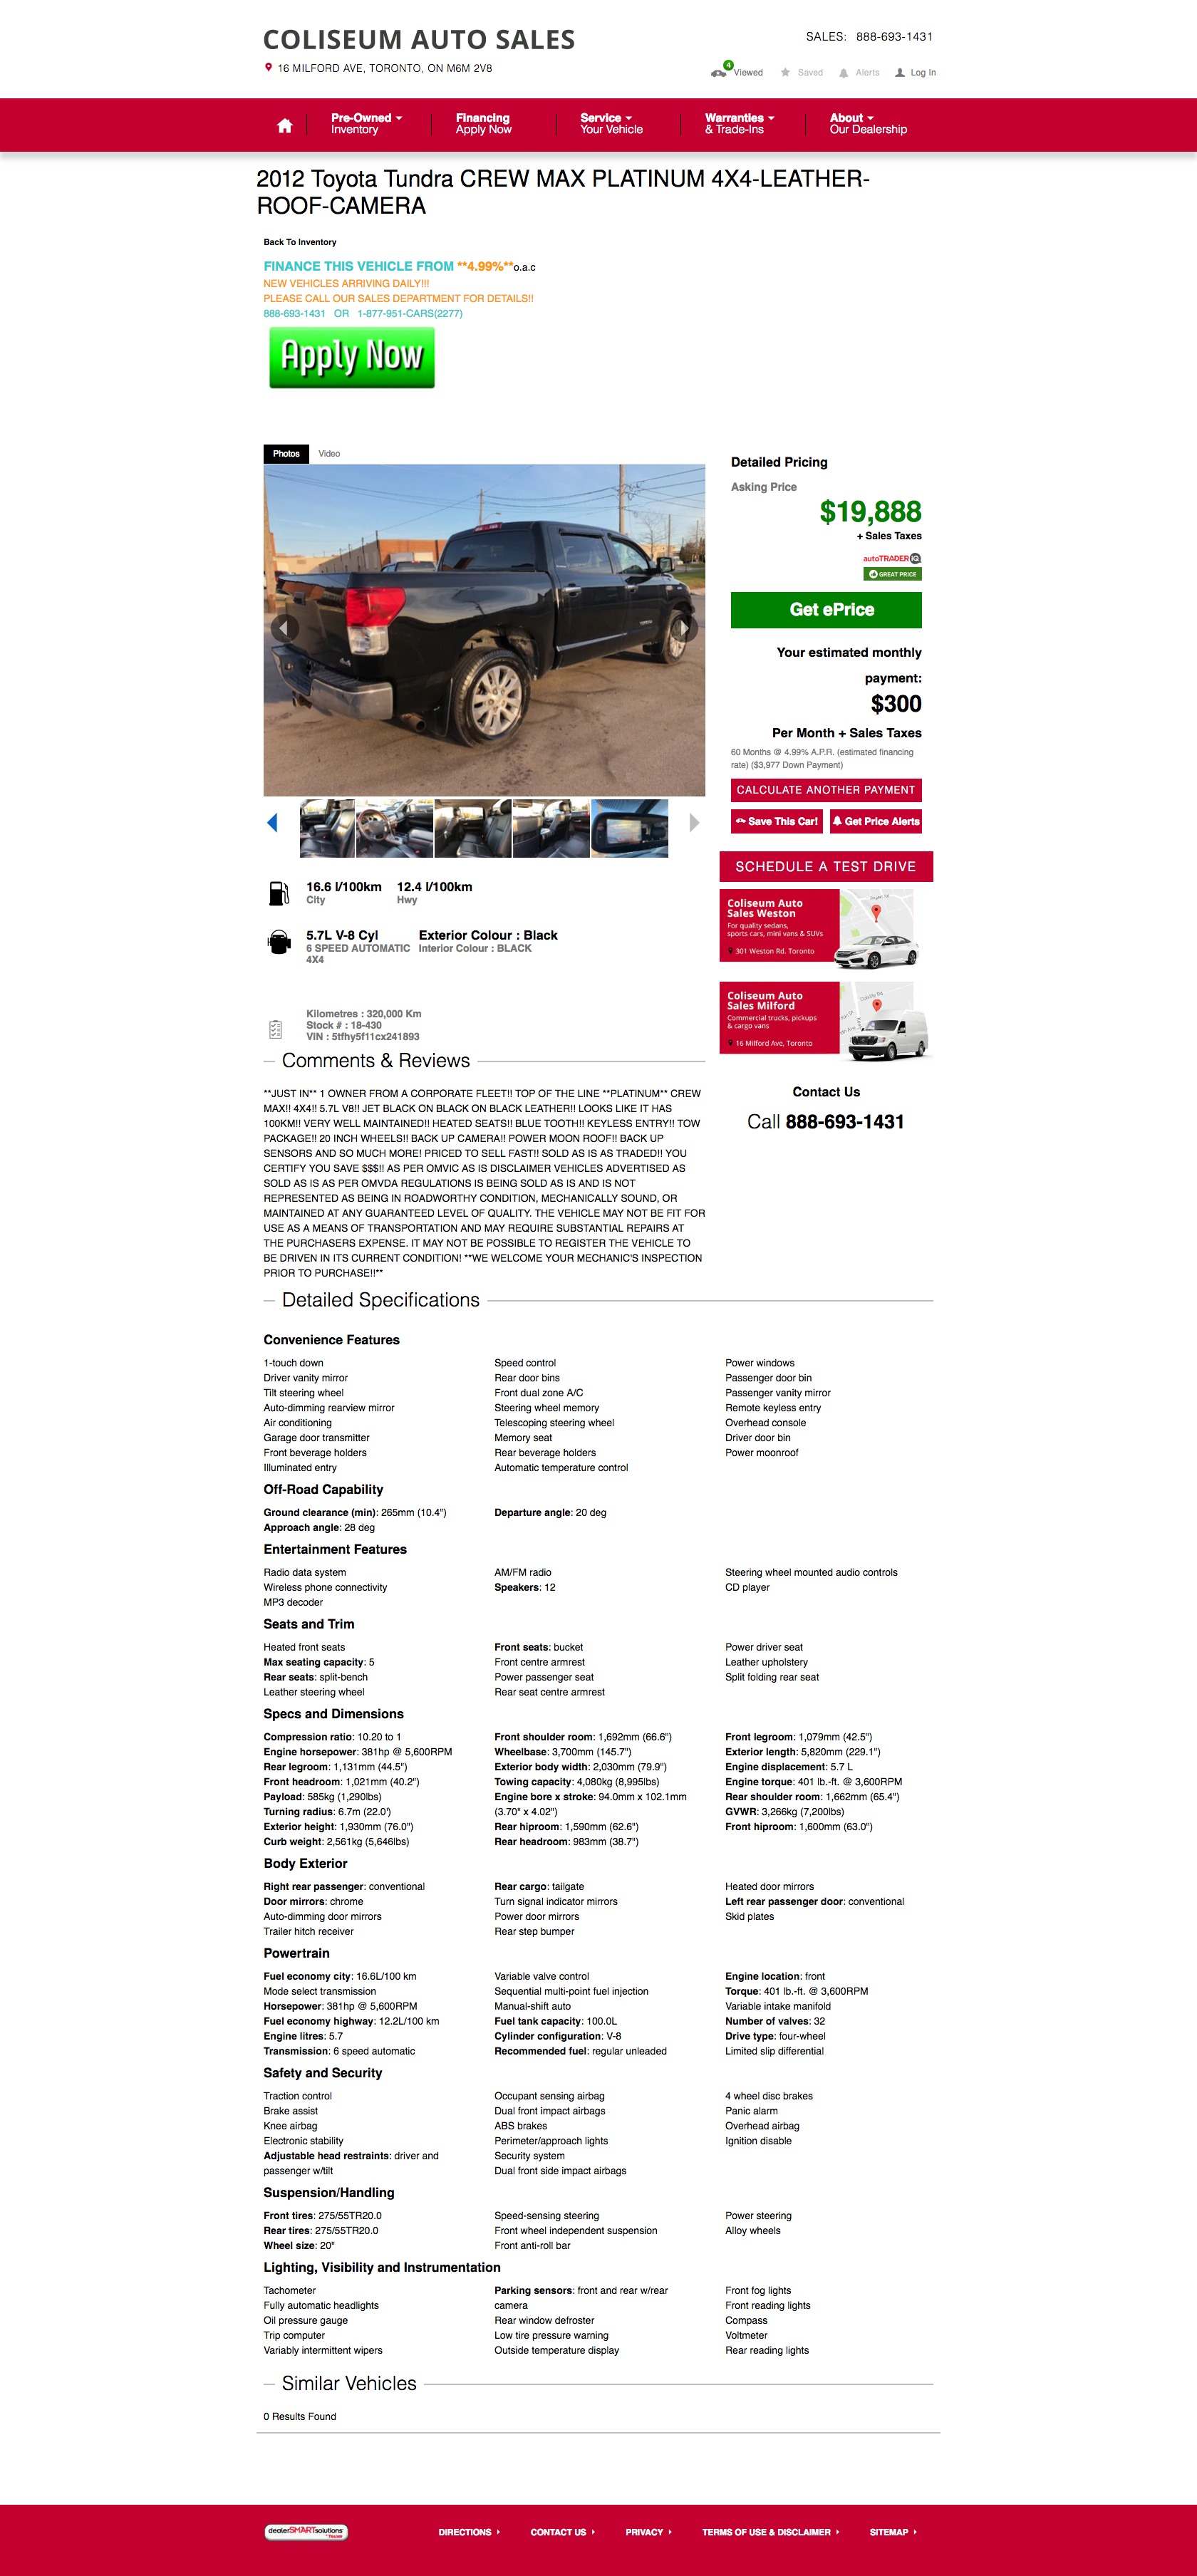 COLISEUM AUTO SALES
16 MILFORD AVE, TORONTO, ON M6M 2V8
SALES: 888-693-1431
4
Viewed
Saved
Alerts
Log In
Pre-Owned
Inventory
Financing
Apply Now
Service
Your Vehicle
Warranties
& Trade-Ins
About
Our Dealership
2012 Toyota Tundra CREW MAX PLATINUM 4X4-LEATHER-
ROOF-CAMERA
Back To Inventory
FINANCE THIS VEHICLE FROM **4.99%**o.a.c
NEW VEHICLES ARRIVING DAILY!!!
PLEASE CALL OUR SALES DEPARTMENT FOR DETAILS!!
888-693-1431 OR 1-877-951-CARS(2277)
Apply Now
Photos
Video
Detailed Pricing
Asking Price
$19,888
+ Sales Taxes
autoTRADER IQ
GREAT PRICE
Get ePrice
Your estimated monthly
payment:
$300
Per Month + Sales Taxes
60 Months @ 4.99% A.P.R. (estimated financing
rate) ($3,977 Down Payment)
CALCULATE ANOTHER PAYMENT
Save This Car!
Get Price Alerts
SCHEDULE A TEST DRIVE
Coliseum Auto
Sales Weston
For quality sedans,
sports cars, mini vans & SUVs
301 Weston Rd. Toronto
Coliseum Auto
Sales Milford
Commercial trucks, pickups
& cargo vans
16 Milford Ave, Toronto
Contact Us
Call 888-693-1431
16.6 l/100km 12.4 l/100km
City Hwy
5.7L V-8 Cyl Exterior Colour : Black
6 SPEED AUTOMATIC Interior Colour : BLACK
4X4
Kilometres : 320,000 Km
Stock # : 18-430
VIN : 5tfhy5f11cx241893
Comments & Reviews
**JUST IN** 1 OWNER FROM A CORPORATE FLEET!! TOP OF THE LINE **PLATINUM** CREW
MAX!! 4X4!! 5.7L V8!! JET BLACK ON BLACK ON BLACK LEATHER!! LOOKS LIKE IT HAS
100KM!! VERY WELL MAINTAINED!! HEATED SEATS!! BLUE TOOTH!! KEYLESS ENTRY!! TOW
PACKAGE!! 20 INCH WHEELS!! BACK UP CAMERA!! POWER MOON ROOF!! BACK UP
SENSORS AND SO MUCH MORE! PRICED TO SELL FAST!! SOLD AS IS AS TRADED!! YOU
CERTIFY YOU SAVE $$$!! AS PER OMVIC AS IS DISCLAIMER VEHICLES ADVERTISED AS
SOLD AS IS AS PER OMVDA REGULATIONS IS BEING SOLD AS IS AND IS NOT
REPRESENTED AS BEING IN ROADWORTHY CONDITION, MECHANICALLY SOUND, OR
MAINTAINED AT ANY GUARANTEED LEVEL OF QUALITY. THE VEHICLE MAY NOT BE FIT FOR
USE AS A MEANS OF TRANSPORTATION AND MAY REQUIRE SUBSTANTIAL REPAIRS AT
THE PURCHASERS EXPENSE. IT MAY NOT BE POSSIBLE TO REGISTER THE VEHICLE TO
BE DRIVEN IN ITS CURRENT CONDITION! **WE WELCOME YOUR MECHANIC'S INSPECTION
PRIOR TO PURCHASE!!**
Detailed Specifications
Convenience Features
1-touch down Speed control Power windows
Driver vanity mirror Rear door bins Passenger door bin
Tilt steering wheel Front dual zone A/C Passenger vanity mirror
Auto-dimming rearview mirror Steering wheel memory Remote keyless entry
Air conditioning Telescoping steering wheel Overhead console
Garage door transmitter Memory seat Driver door bin
Front beverage holders Rear beverage holders Power moonroof
Illuminated entry Automatic temperature control
Off-Road Capability
Ground clearance (min): 265mm (10.4") Departure angle: 20 deg
Approach angle: 28 deg
Entertainment Features
Radio data system AM/FM radio Steering wheel mounted audio controls
Wireless phone connectivity Speakers: 12 CD player
MP3 decoder
Seats and Trim
Heated front seats Front seats: bucket Power driver seat
Max seating capacity: 5 Front centre armrest Leather upholstery
Rear seats: split-bench Power passenger seat Split folding rear seat
Leather steering wheel Rear seat centre armrest
Specs and Dimensions
Compression ratio: 10.20 to 1 Front shoulder room: 1,692mm (66.6") Front legroom: 1,079mm (42.5")
Engine horsepower: 381hp @ 5,600RPM Wheelbase: 3,700mm (145.7") Exterior length: 5,820mm (229.1")
Rear legroom: 1,131mm (44.5") Exterior body width: 2,030mm (79.9") Engine displacement: 5.7 L
Front headroom: 1,021mm (40.2") Towing capacity: 4,080kg (8,995lbs) Engine torque: 401 lb.-ft. @ 3,600RPM
Payload: 585kg (1,290lbs) Engine bore x stroke: 94.0mm x 102.1mm Rear shoulder room: 1,662mm (65.4")
Turning radius: 6.7m (22.0') (3.70" x 4.02") GVWR: 3,266kg (7,200lbs)
Exterior height: 1,930mm (76.0") Rear hiproom: 1,590mm (62.6") Front hiproom: 1,600mm (63.0")
Curb weight: 2,561kg (5,646lbs) Rear headroom: 983mm (38.7")
Body Exterior
Right rear passenger: conventional Rear cargo: tailgate Heated door mirrors
Door mirrors: chrome Turn signal indicator mirrors Left rear passenger door: conventional
Auto-dimming door mirrors Power door mirrors Skid plates
Trailer hitch receiver Rear step bumper
Powertrain
Fuel economy city: 16.6L/100 km Variable valve control Engine location: front
Mode select transmission Sequential multi-point fuel injection Torque: 401 lb.-ft. @ 3,600RPM
Horsepower: 381hp @ 5,600RPM Manual-shift auto Variable intake manifold
Fuel economy highway: 12.2L/100 km Fuel tank capacity: 100.0L Number of valves: 32
Engine litres: 5.7 Cylinder configuration: V-8 Drive type: four-wheel
Transmission: 6 speed automatic Recommended fuel: regular unleaded Limited slip differential
Safety and Security
Traction control Occupant sensing airbag 4 wheel disc brakes
Brake assist Dual front impact airbags Panic alarm
Knee airbag ABS brakes Overhead airbag
Electronic stability Perimeter/approach lights Ignition disable
Adjustable head restraints: driver and Security system
passenger w/tilt Dual front side impact airbags
Suspension/Handling
Front tires: 275/55TR20.0 Speed-sensing steering Power steering
Rear tires: 275/55TR20.0 Front wheel independent suspension Alloy wheels
Wheel size: 20" Front anti-roll bar
Lighting, Visibility and Instrumentation
Tachometer Parking sensors: front and rear w/rear Front fog lights
Fully automatic headlights camera Front reading lights
Oil pressure gauge Rear window defroster Compass
Trip computer Low tire pressure warning Voltmeter
Variably intermittent wipers Outside temperature display Rear reading lights
Similar Vehicles
0 Results Found
dealerSMARTsolutions
DIRECTIONS
CONTACT US
PRIVACY
TERMS OF USE & DISCLAIMER
SITEMAP